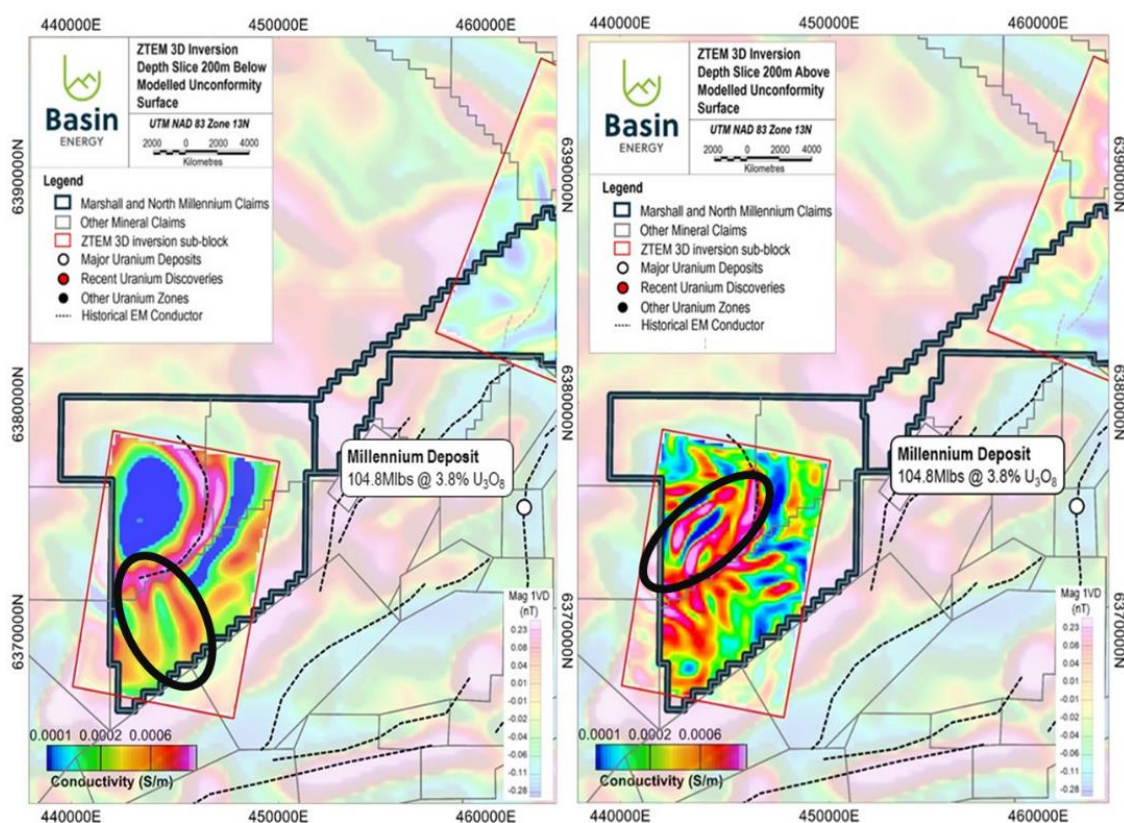 440000E
450000E
460000E
Basin
ENERGY
ZTEM 3D Inversion
Depth Slice 200m Below
Modelled Unconformity
Surface
UTM NAD 83 Zone 13N
2000 0 2000 4000
Kilometres
Legend
Marshall and North Millennium Claims
Other Mineral Claims
ZTEM 3D inversion sub-block
Major Uranium Deposits
Recent Uranium Discoveries
Other Uranium Zones
Historical EM Conductor
6390000N
6380000N
6370000N
Millennium Deposit
104.8Mlbs @ 3.8% U₃O₈
Mag 1VD
(nT)
0.23
0.08
0.04
0.01
-0.01
-0.02
-0.04
-0.06
-0.11
-0.28
0.0001 0.0002 0.0006
Conductivity (S/m)
440000E
450000E
460000E
440000E
450000E
460000E
Basin
ENERGY
ZTEM 3D Inversion
Depth Slice 200m Above
Modelled Unconformity
Surface
UTM NAD 83 Zone 13N
2000 0 2000 4000
Kilometres
Legend
Marshall and North Millennium Claims
Other Mineral Claims
ZTEM 3D inversion sub-block
Major Uranium Deposits
Recent Uranium Discoveries
Other Uranium Zones
Historical EM Conductor
6390000N
6380000N
6370000N
Millennium Deposit
104.8Mlbs @ 3.8% U₃O₈
Mag 1VD
(nT)
0.23
0.08
0.04
0.01
-0.01
-0.02
-0.04
-0.06
-0.11
-0.28
0.0001 0.0002 0.0006
Conductivity (S/m)
440000E
450000E
460000E